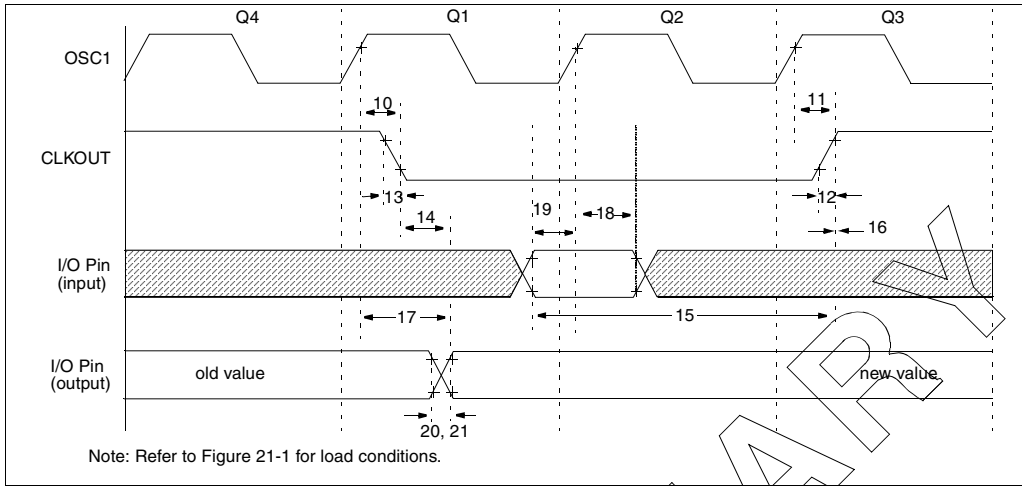 Q4 Q1 Q2 Q3
OSC1
10
11
CLKOUT
13
12
14
19
18
16
I/O Pin
(input)
17
15
I/O Pin
(output)
old value
new value
20, 21
Note: Refer to Figure 21-1 for load conditions.
A R Y